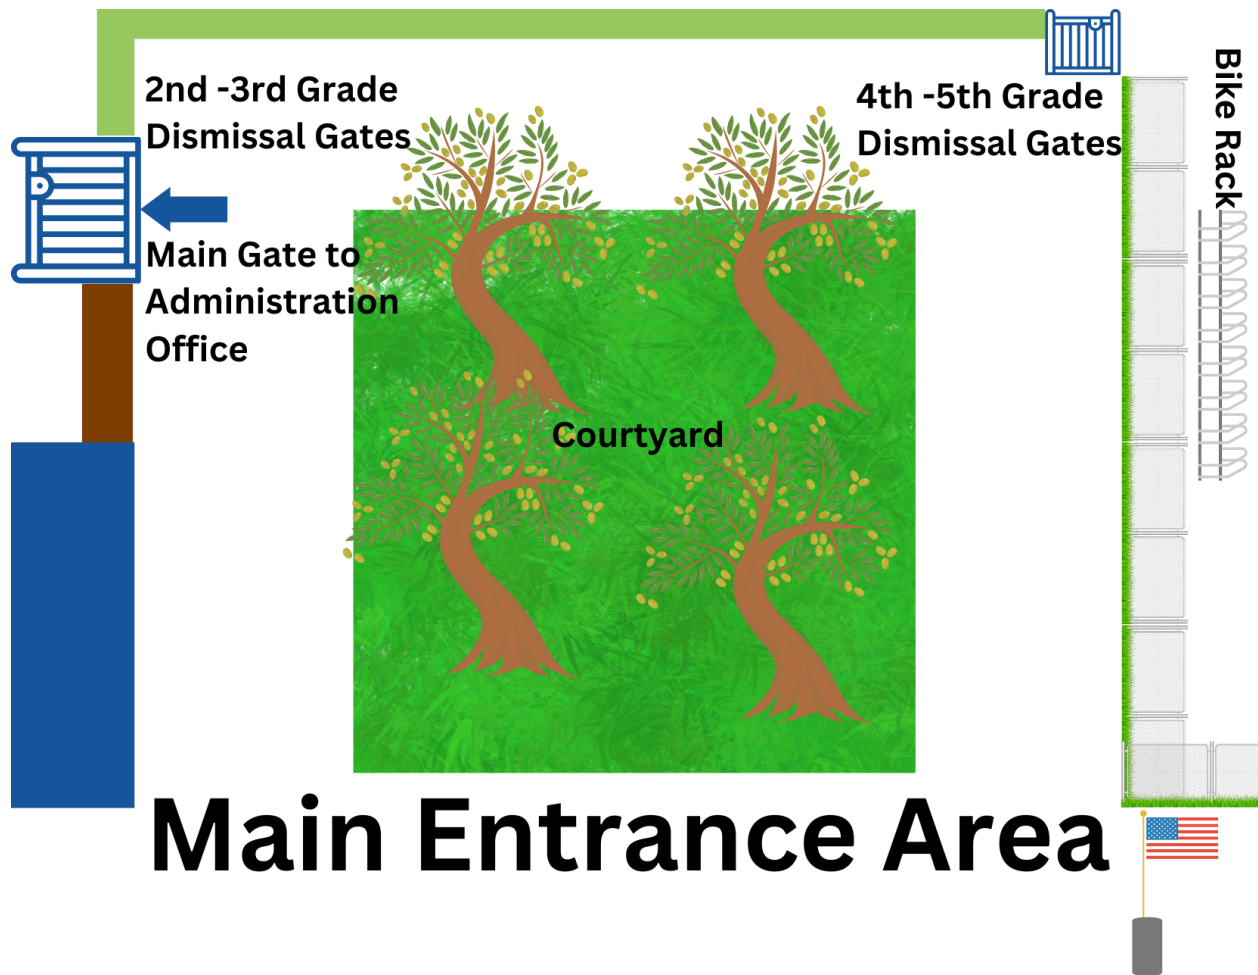 2nd -3rd Grade
Dismissal Gates
4th -5th Grade
Dismissal Gates
Bike Rack
Main Gate to
Administration
Office
Courtyard
Main Entrance Area